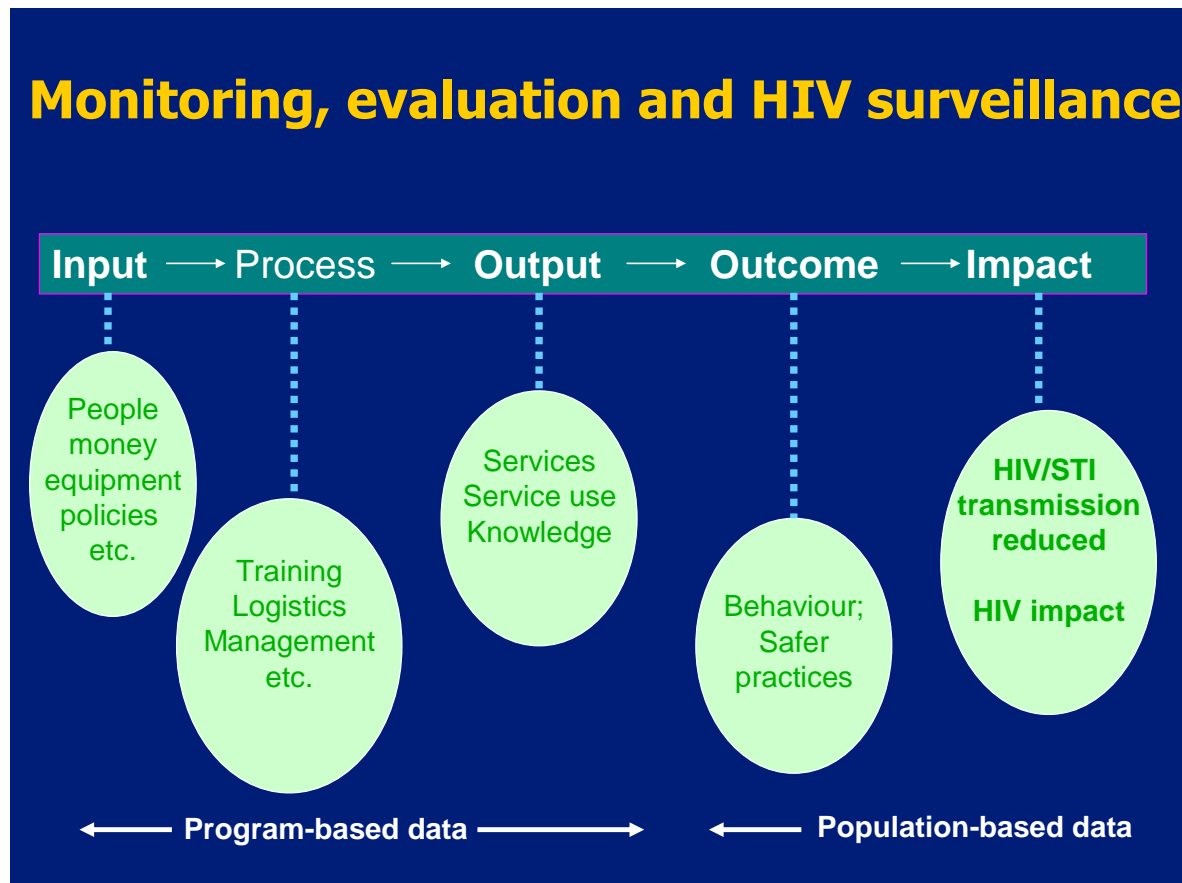 Monitoring, evaluation and HIV surveillance
Input → Process → Output → Outcome → Impact
People
money
equipment
policies
etc.
Training
Logistics
Management
etc.
Services
Service use
Knowledge
Behaviour;
Safer
practices
HIV/STI
transmission
reduced
HIV impact
Program-based data
Population-based data